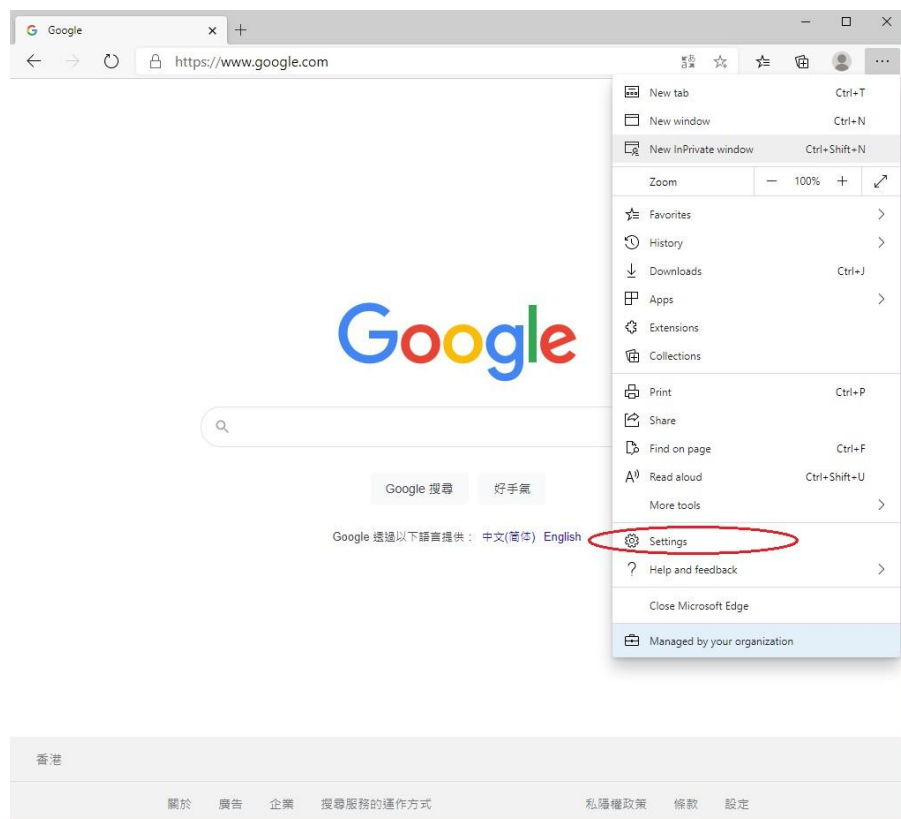 Google
https://www.google.com
New tab Ctrl+T
New window Ctrl+N
New InPrivate window Ctrl+Shift+N
Zoom 100%
Favorites
History
Downloads Ctrl+J
Apps
Extensions
Collections
Print Ctrl+P
Share
Find on page Ctrl+F
Read aloud Ctrl+Shift+U
More tools
Settings
Help and feedback
Close Microsoft Edge
Managed by your organization
Google
Google 搜尋 好手氣
Google 透過以下語言提供： 中文(简体) English
香港
關於 廣告 企業 搜尋服務的運作方式 私隱權政策 條款 設定